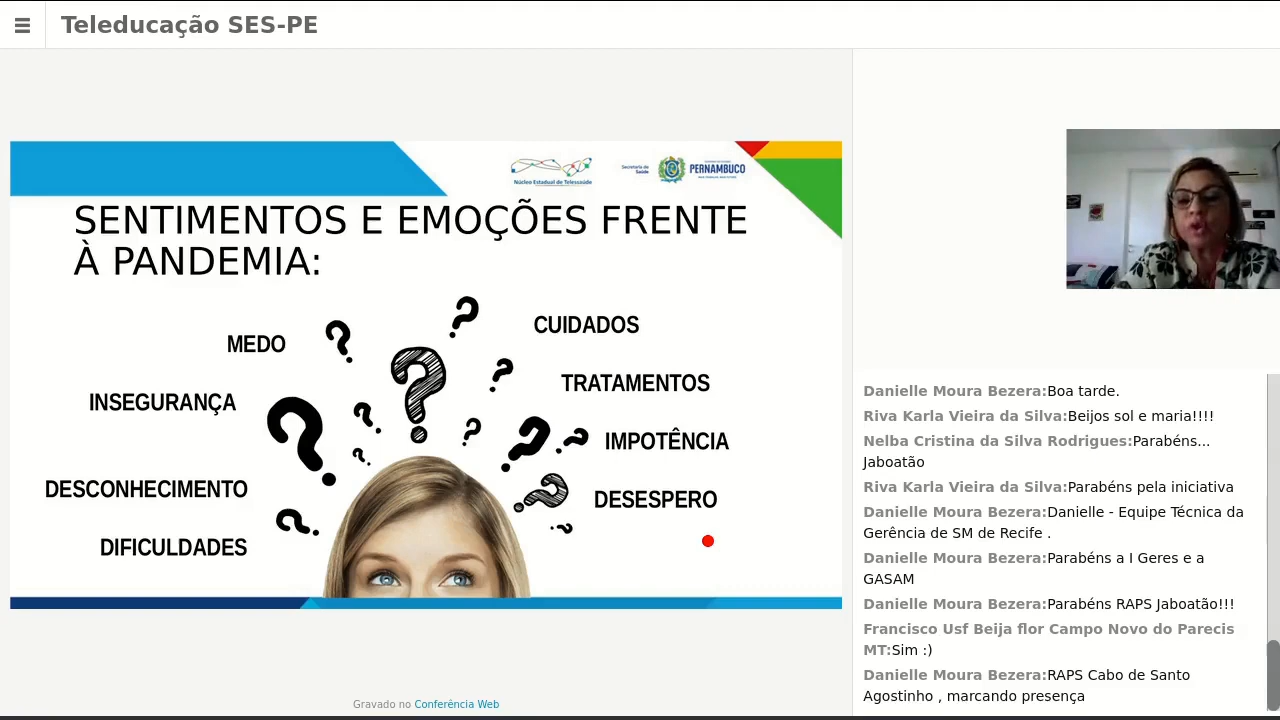 Teleducação SES-PE
Núcleo Estadual de Telessaúde
Secretaria de
Saúde
PERNAMBUCO
SENTIMENTOS E EMOÇÕES FRENTE
À PANDEMIA:
MEDO
CUIDADOS
INSEGURANÇA
TRATAMENTOS
IMPOTÊNCIA
DESCONHECIMENTO
DESESPERO
DIFICULDADES
Danielle Moura Bezera:Boa tarde.
Riva Karla Vieira da Silva:Beijos sol e maria!!!!
Nelba Cristina da Silva Rodrigues:Parabéns...
Jaboatão
Riva Karla Vieira da Silva:Parabéns pela iniciativa
Danielle Moura Bezera:Danielle - Equipe Técnica da
Gerência de SM de Recife .
Danielle Moura Bezera:Parabéns a I Geres e a
GASAM
Danielle Moura Bezera:Parabéns RAPS Jaboatão!!!
Francisco Usf Beija flor Campo Novo do Parecis
MT:Sim :)
Danielle Moura Bezera:RAPS Cabo de Santo
Agostinho , marcando presença
Gravado no Conferência Web